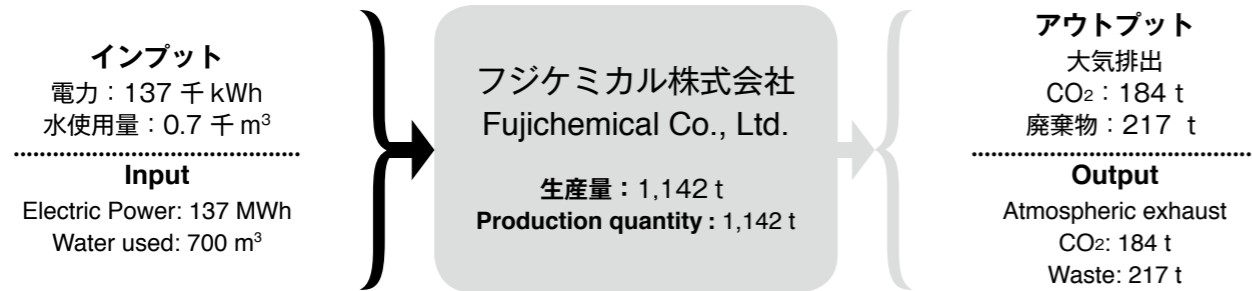 インプット
電力：137 千 kWh
水使用量：0.7 千 m³
Input
Electric Power: 137 MWh
Water used: 700 m³
フジケミカル株式会社
Fujichemical Co., Ltd.
生産量：1,142 t
Production quantity : 1,142 t
アウトプット
大気排出
CO₂：184 t
廃棄物：217 t
Output
Atmospheric exhaust
CO₂: 184 t
Waste: 217 t